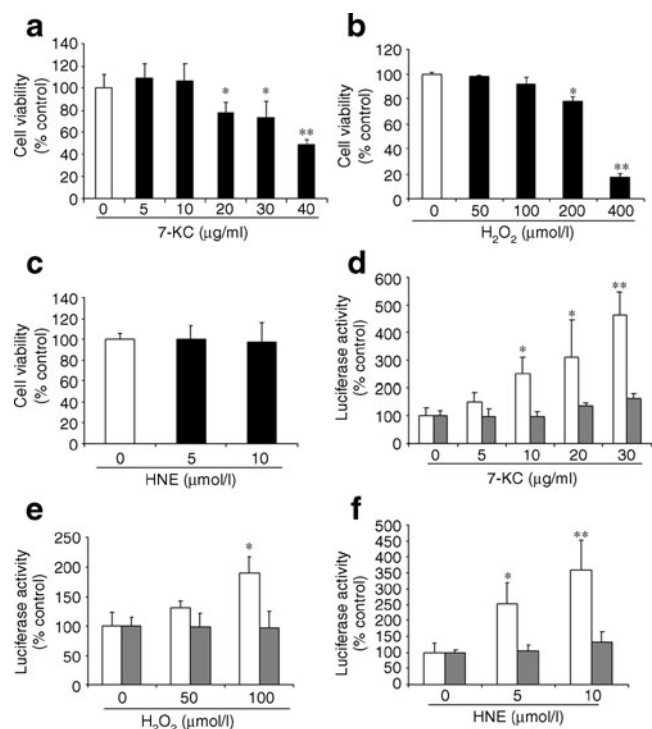 a
140
120
100
80
60
40
20
0
Cell viability
(% control)
*
*
**
0 5 10 20 30 40
7-KC (μg/ml)
b
120
100
80
60
40
20
0
Cell viability
(% control)
*
**
0 50 100 200 400
H₂O₂ (μmol/l)
c
140
120
100
80
60
40
20
0
Cell viability
(% control)
0 5 10
HNE (μmol/l)
d
600
500
400
300
200
100
0
Luciferase activity
(% control)
*
*
**
0 5 10 20 30
7-KC (μg/ml)
e
250
200
150
100
50
0
Luciferase activity
(% control)
*
0 50 100
H₂O₂ (μmol/l)
f
500
450
400
350
300
250
200
150
100
50
0
Luciferase activity
(% control)
*
**
0 5 10
HNE (μmol/l)